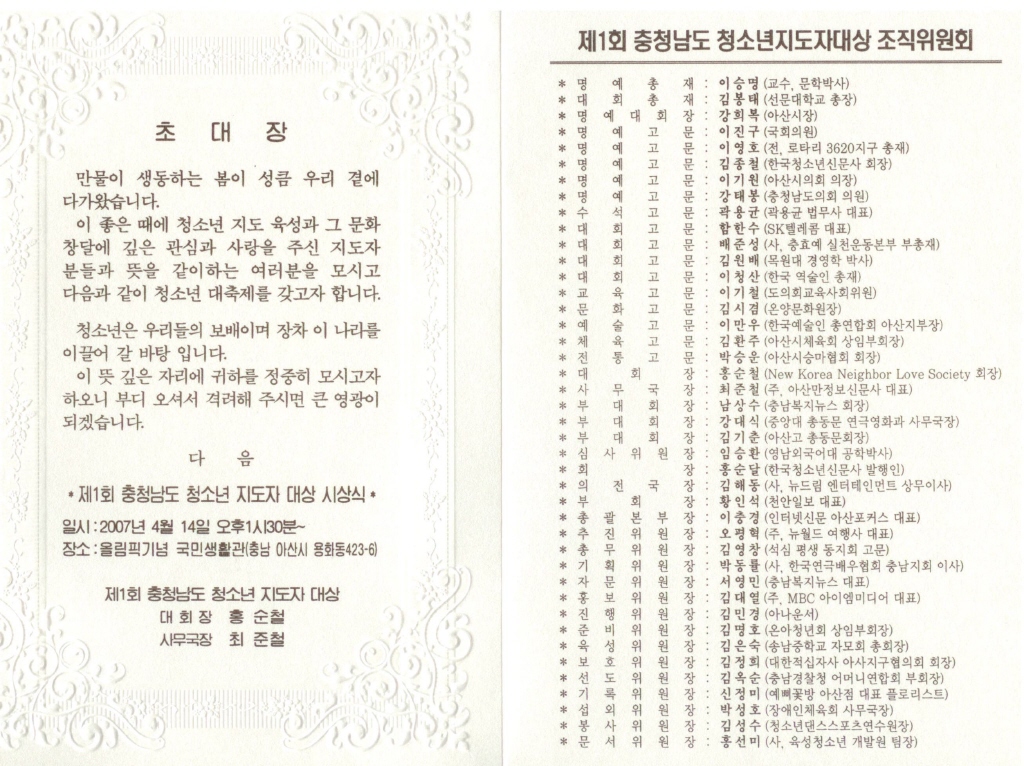 초 대 장
만물이 생동하는 봄이 성큼 우리 곁에
다가왔습니다.
이 좋은 때에 청소년 지도 육성과 그 문화
창달에 깊은 관심과 사랑을 주신 지도자
분들과 뜻을 같이하는 여러분을 모시고
다음과 같이 청소년 대축제를 갖고자 합니다.
청소년은 우리들의 보배이며 장차 이 나라를
이끌어 갈 바탕 입니다.
이 뜻 깊은 자리에 귀하를 정중히 모시고자
하오니 부디 오셔서 격려해 주시면 큰 영광이
되겠습니다.
다 음
* 제1회 충청남도 청소년 지도자 대상 시상식 *
일시 : 2007년 4월 14일 오후1시30분~
장소 : 올림픽기념 국민생활관(충남 아산시 용화동423-6)
제1회 충청남도 청소년 지도자 대상
대 회 장 홍 순철
사무국장 최 준철
제1회 충청남도 청소년지도자대상 조직위원회
* 명 예 총 재 : 이승명 (교수, 문학박사)
* 대 회 총 재 : 김봉태 (선문대학교 총장)
* 명 예 대 회 장 : 강희복 (아산시장)
* 명 예 고 문 : 이진구 (국회의원)
* 명 예 고 문 : 이영호 (전, 로타리 3620지구 총재)
* 명 예 고 문 : 김종철 (한국청소년신문사 회장)
* 명 예 고 문 : 이기원 (아산시의회 의장)
* 명 예 고 문 : 강태봉 (충청남도의회 의원)
* 수 석 고 문 : 곽용균 (곽용균 법무사 대표)
* 대 회 고 문 : 함한수 (SK텔레콤 대표)
* 대 회 고 문 : 배준성 (사, 충효예 실천운동본부 부총재)
* 대 회 고 문 : 김원배 (목원대 경영학 박사)
* 대 회 고 문 : 이청산 (한국 역술인 총재)
* 교 육 고 문 : 이기철 (도의회교육사회위원)
* 문 화 고 문 : 김시겸 (온양문화원장)
* 예 술 고 문 : 이만우 (한국예술인 총연합회 아산지부장)
* 체 육 고 문 : 김환주 (아산시체육회 상임부회장)
* 전 통 고 문 : 박승운 (아산시승마협회 회장)
* 대 회 장 : 홍순철 (New Korea Neighbor Love Society 회장)
* 사 무 국 장 : 최준철 (주, 아산만정보신문사 대표)
* 부 대 회 장 : 남상수 (충남복지뉴스 회장)
* 부 대 회 장 : 강대식 (중앙대 총동문 연극영화과 사무국장)
* 부 대 회 장 : 김기춘 (아산고 총동문회장)
* 심 사 위 원 장 : 임승환 (영남외국어대 공학박사)
* 회 장 : 홍순달 (한국청소년신문사 발행인)
* 의 전 국 장 : 김해동 (사, 뉴드림 엔터테인먼트 상무이사)
* 부 회 장 : 황인석 (천안일보 대표)
* 총 괄 본 부 장 : 이충경 (인터넷신문 아산포커스 대표)
* 추 진 위 원 장 : 오평혁 (주, 뉴월드 여행사 대표)
* 총 무 위 원 장 : 김영창 (석심 평생 동지회 고문)
* 기 획 위 원 장 : 박동률 (사, 한국연극배우협회 충남지회 이사)
* 자 문 위 원 장 : 서영민 (충남복지뉴스 대표)
* 홍 보 위 원 장 : 김대열 (주, MBC 아이엠미디어 대표)
* 진 행 위 원 장 : 김민경 (아나운서)
* 준 비 위 원 장 : 김명호 (온아청년회 상임부회장)
* 육 성 위 원 장 : 김은숙 (송남중학교 자모회 총회장)
* 보 호 위 원 장 : 김정희 (대한적십자사 아사지구협의회 회장)
* 선 도 위 원 장 : 김옥순 (충남경찰청 어머니연합회 부회장)
* 기 록 위 원 장 : 신정미 (예삐꽃방 아산점 대표 플로리스트)
* 섭 외 위 원 장 : 박성호 (장애인체육회 사무국장)
* 봉 사 위 원 장 : 김성수 (청소년댄스스포츠연수원장)
* 문 서 위 원 장 : 홍선미 (사, 육성청소년 개발원 팀장)